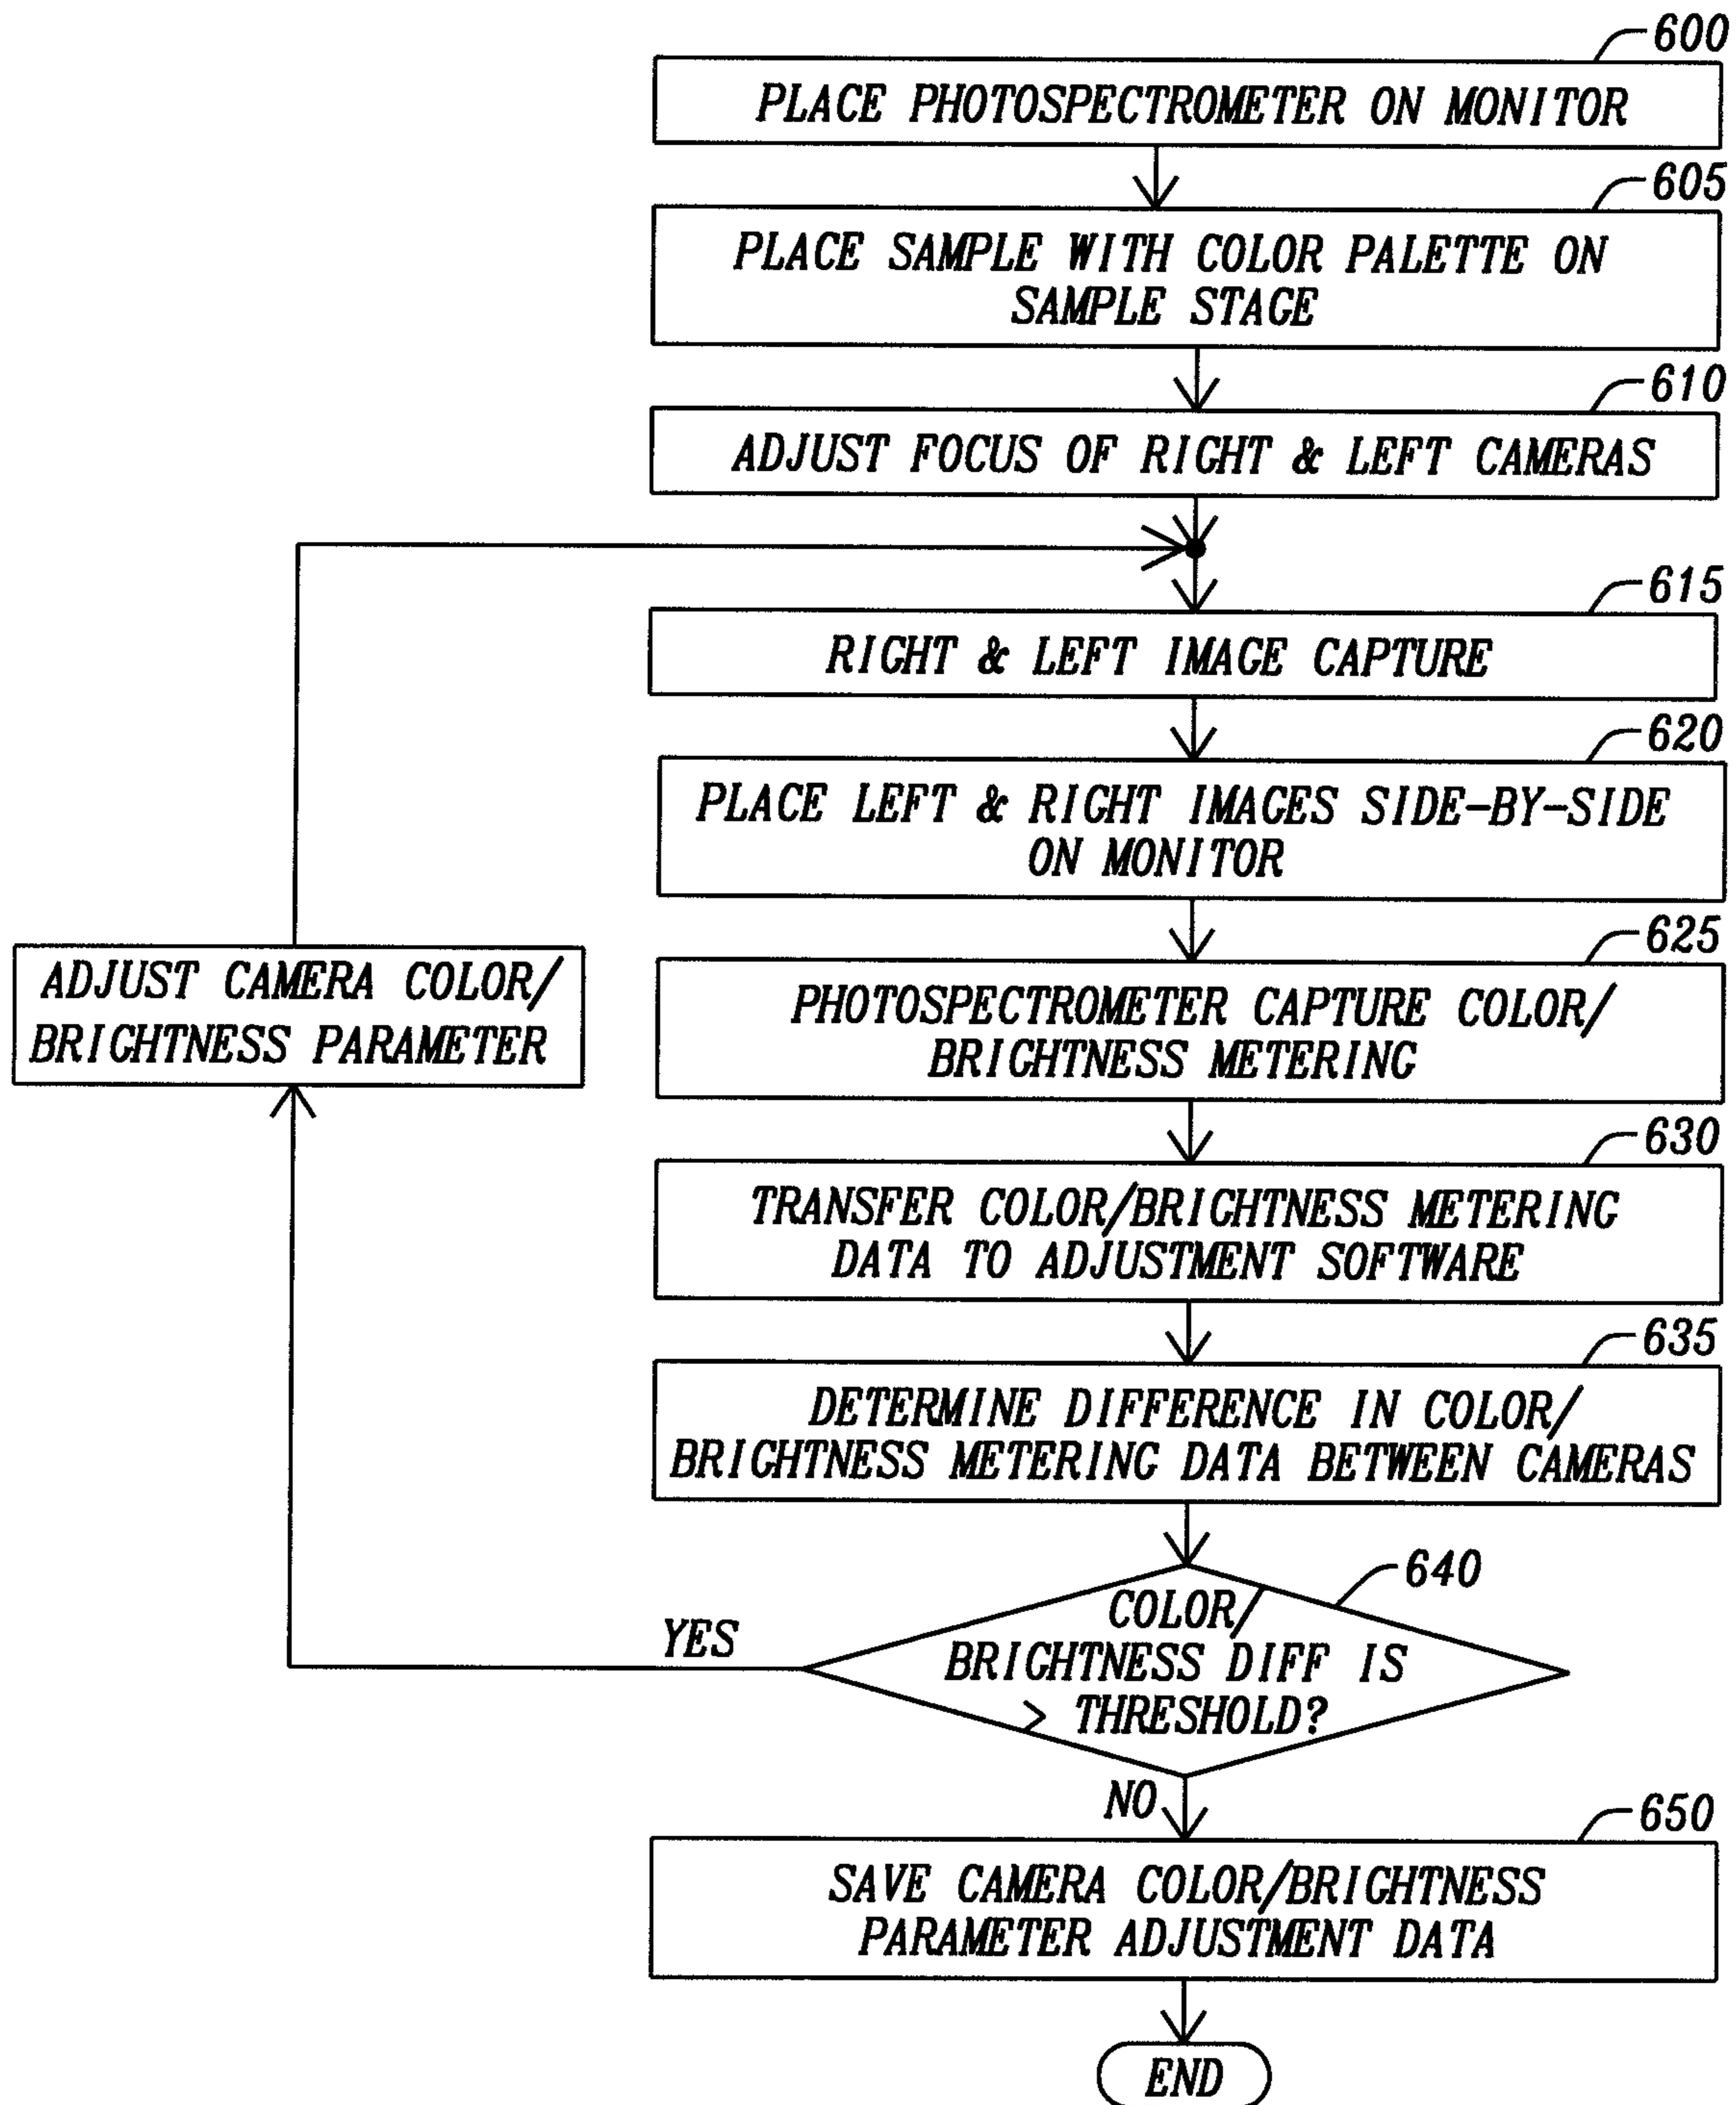 600
PLACE PHOTOSPECTROMETER ON MONITOR
605
PLACE SAMPLE WITH COLOR PALETTE ON
SAMPLE STAGE
610
ADJUST FOCUS OF RIGHT & LEFT CAMERAS
615
RIGHT & LEFT IMAGE CAPTURE
620
PLACE LEFT & RIGHT IMAGES SIDE-BY-SIDE
ON MONITOR
625
PHOTOSPECTROMETER CAPTURE COLOR/
BRIGHTNESS METERING
ADJUST CAMERA COLOR/
BRIGHTNESS PARAMETER
630
TRANSFER COLOR/BRIGHTNESS METERING
DATA TO ADJUSTMENT SOFTWARE
635
DETERMINE DIFFERENCE IN COLOR/
BRIGHTNESS METERING DATA BETWEEN CAMERAS
640
COLOR/
BRIGHTNESS DIFF IS
> THRESHOLD?
YES
NO
650
SAVE CAMERA COLOR/BRIGHTNESS
PARAMETER ADJUSTMENT DATA
END